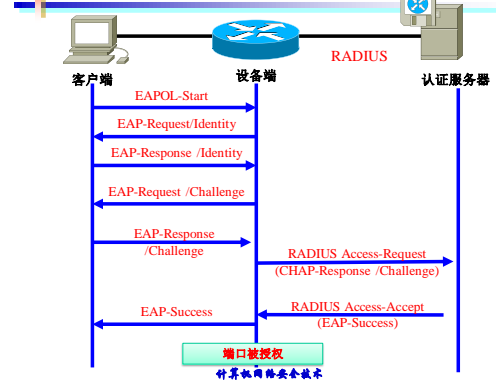 RADIUS
客户端
设备端
认证服务器
EAPOL-Start
EAP-Request/Identity
EAP-Response /Identity
EAP-Request /Challenge
EAP-Response
/Challenge
RADIUS Access-Request
(CHAP-Response /Challenge)
RADIUS Access-Accept
(EAP-Success)
EAP-Success
端口被授权
计算机网络安全技术